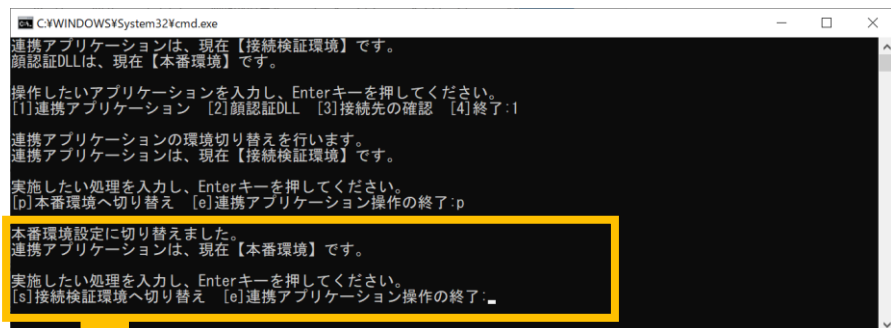 C:¥WINDOWS¥System32¥cmd.exe
連携アプリケーションは、現在【接続検証環境】です。
顔認証DLLは、現在【本番環境】です。
操作したいアプリケーションを入力し、Enterキーを押してください。
[1]連携アプリケーション [2]顔認証DLL [3]接続先の確認 [4]終了:1
連携アプリケーションの環境切り替えを行います。
連携アプリケーションは、現在【接続検証環境】です。
実施したい処理を入力し、Enterキーを押してください。
[p]本番環境へ切り替え [e]連携アプリケーション操作の終了:p
本番環境設定に切り替えました。
連携アプリケーションは、現在【本番環境】です。
実施したい処理を入力し、Enterキーを押してください。
[s]接続検証環境へ切り替え [e]連携アプリケーション操作の終了: